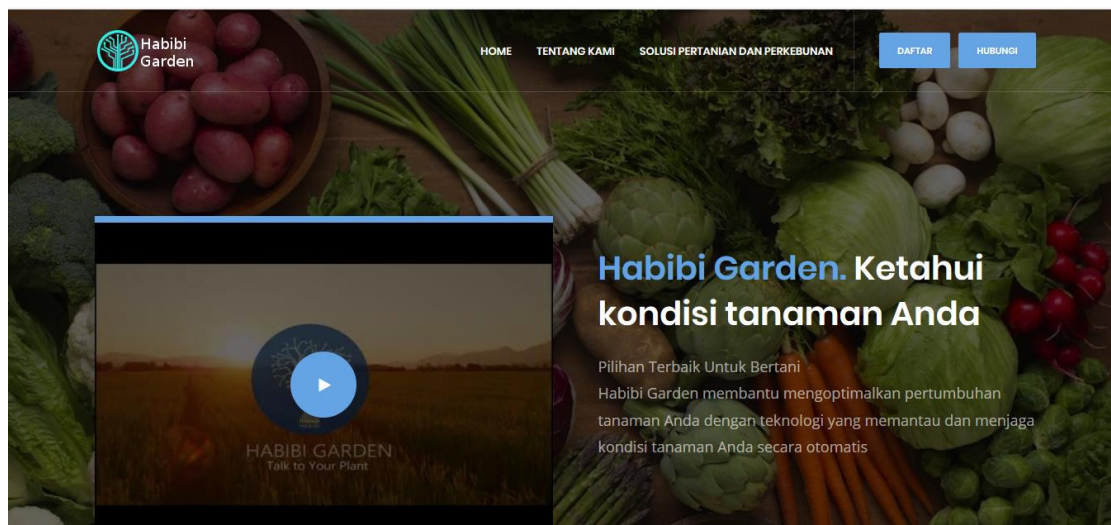 Habibi
Garden
HOME
TENTANG KAMI
SOLUSI PERTANIAN DAN PERKEBUNAN
DAFTAR
HUBUNGI
Habibi Garden. Ketahui
kondisi tanaman Anda
Pilihan Terbaik Untuk Bertani
Habibi Garden membantu mengoptimalkan pertumbuhan
tanaman Anda dengan teknologi yang memantau dan menjaga
kondisi tanaman Anda secara otomatis
HABIBI GARDEN
Talk to Your Plant